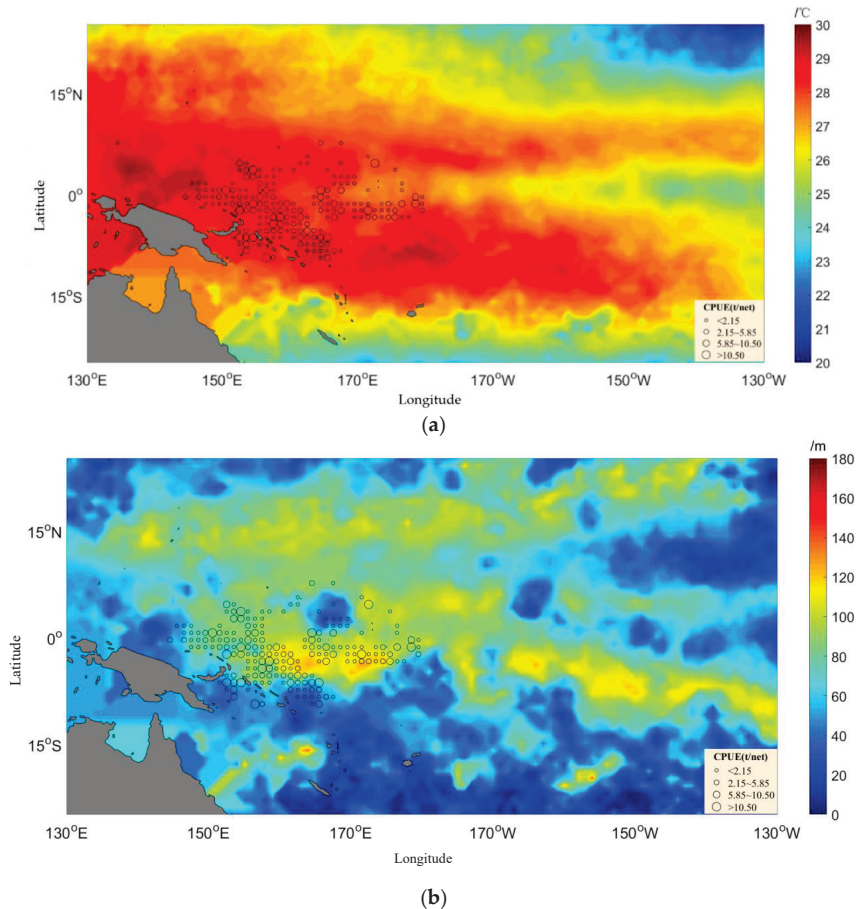 /℃
30
29
28
27
26
25
24
23
22
21
20
15°N
0°
15°S
Latitude
CPUE(t/net)
<2.15
2.15~5.85
5.85~10.50
>10.50
130°E 150°E 170°E 170°W 150°W 130°W
Longitude
(a)
/m
180
160
140
120
100
80
60
40
20
0
15°N
0°
15°S
Latitude
CPUE(t/net)
<2.15
2.15~5.85
5.85~10.50
>10.50
130°E 150°E 170°E 170°W 150°W 130°W
Longitude
(b)